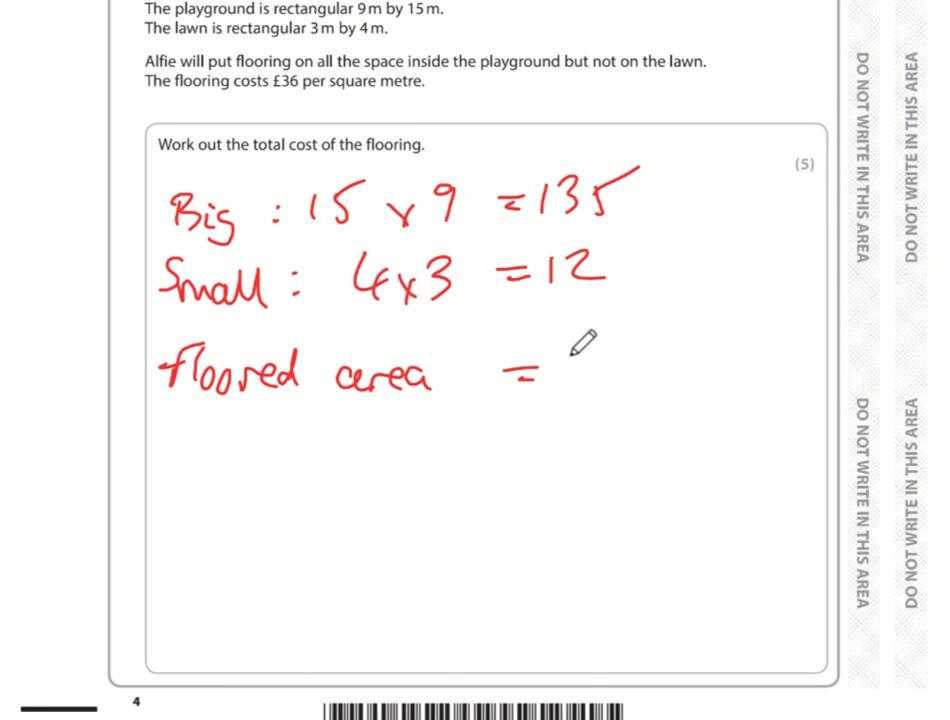 The playground is rectangular 9 m by 15 m.
The lawn is rectangular 3 m by 4 m.
Alfie will put flooring on all the space inside the playground but not on the lawn.
The flooring costs £36 per square metre.
Work out the total cost of the flooring.
(5)
Big : 15 x 9 = 135
Small : 4 x 3 = 12
floored area =
4
DO NOT WRITE IN THIS AREA
DO NOT WRITE IN THIS AREA
DO NOT WRITE IN THIS AREA
DO NOT WRITE IN THIS AREA